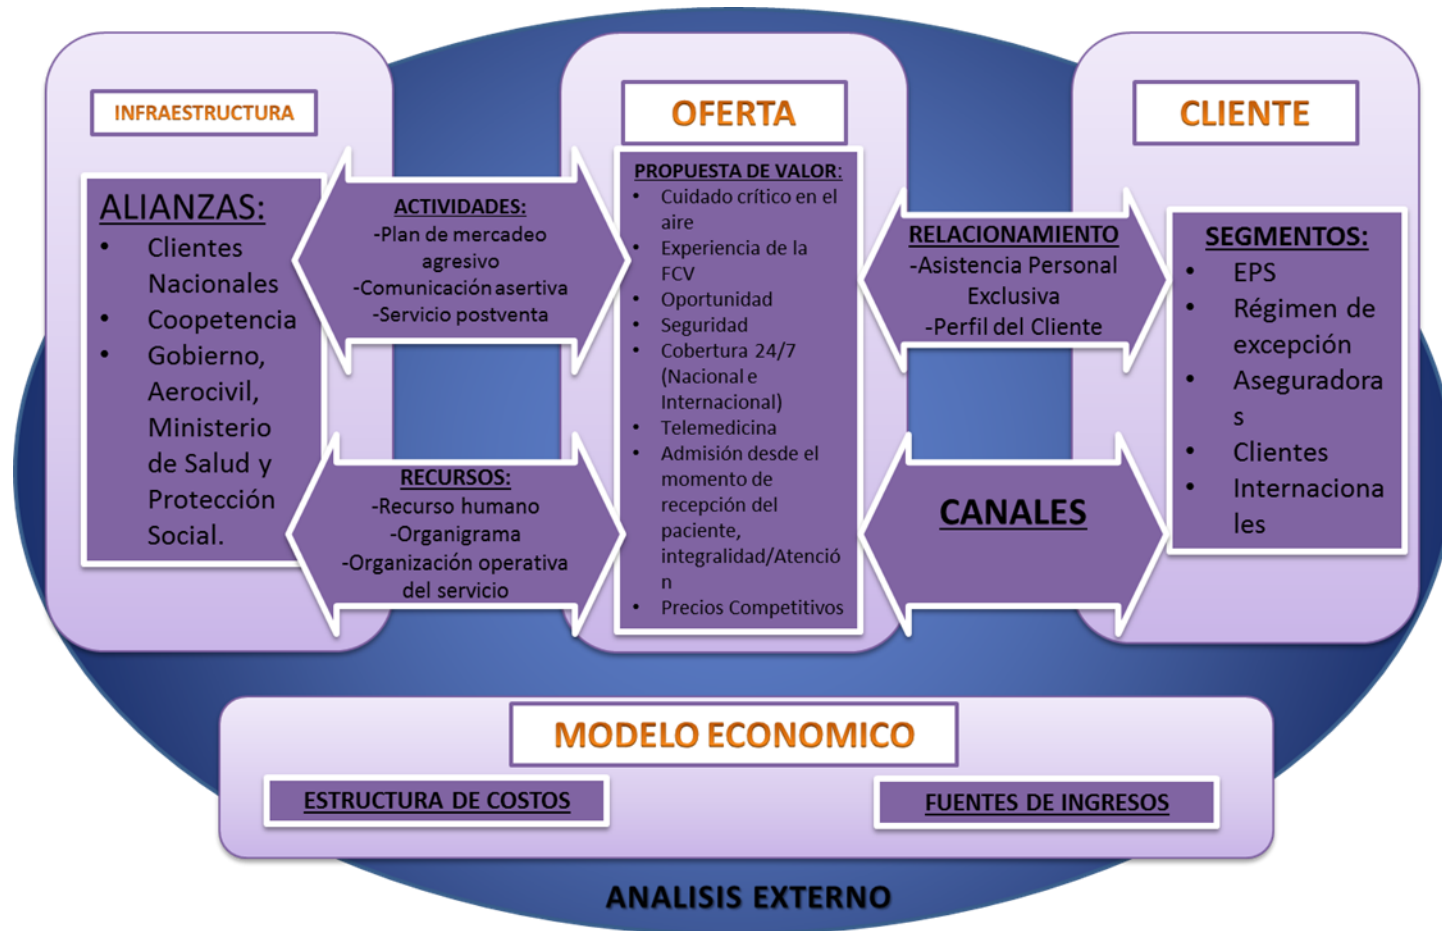 INFRAESTRUCTURA
ALIANZAS:
• Clientes
Nacionales
• Coopetencia
• Gobierno,
Aerocivil,
Ministerio
de Salud y
Protección
Social.
ACTIVIDADES:
-Plan de mercadeo
agresivo
-Comunicación asertiva
-Servicio postventa
RECURSOS:
-Recurso humano
-Organigrama
-Organización operativa
del servicio
OFERTA
PROPUESTA DE VALOR:
• Cuidado crítico en el
aire
• Experiencia de la
FCV
• Oportunidad
• Seguridad
• Cobertura 24/7
(Nacional e
Internacional)
• Telemedicina
• Admisión desde el
momento de
recepción del
paciente,
integralidad/Atenció
n
• Precios Competitivos
RELACIONAMIENTO
-Asistencia Personal
Exclusiva
-Perfil del Cliente
CANALES
CLIENTE
SEGMENTOS:
• EPS
• Régimen de
excepción
• Aseguradora
s
• Clientes
• Internaciona
les
MODELO ECONOMICO
ESTRUCTURA DE COSTOS
FUENTES DE INGRESOS
ANALISIS EXTERNO